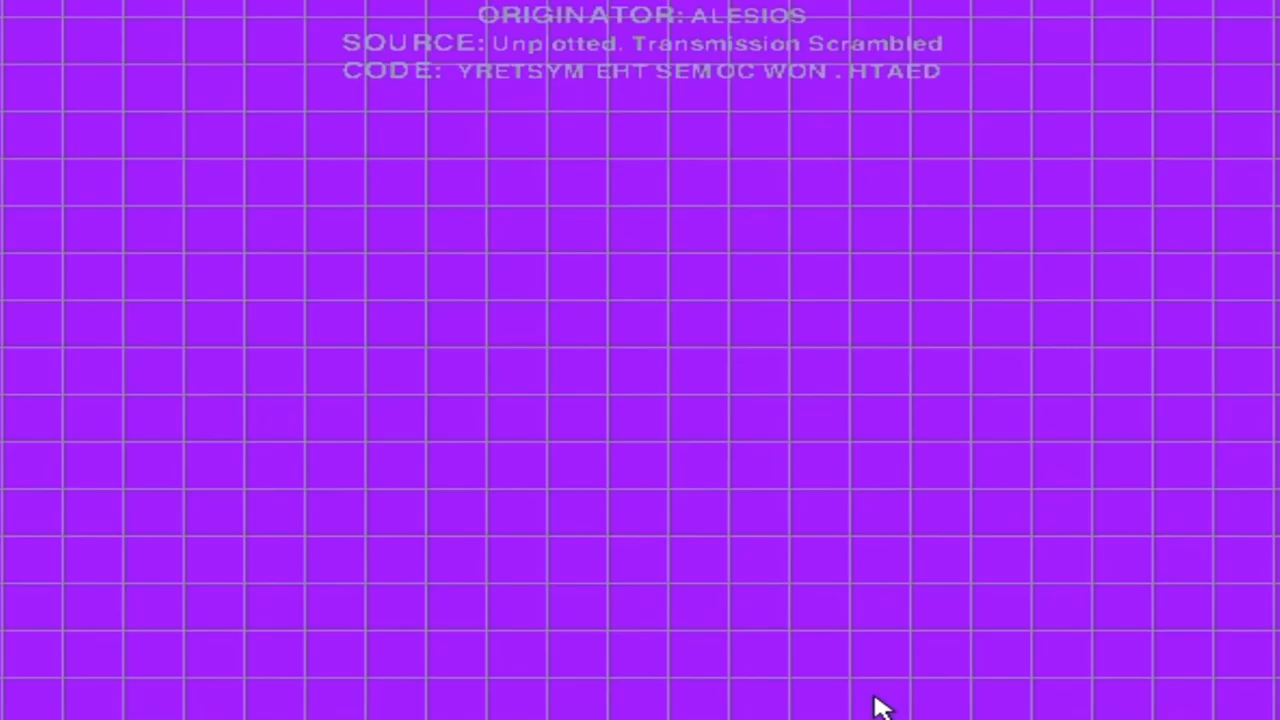 ORIGINATOR: ALESIOS
SOURCE: Unplotted. Transmission Scrambled
CODE: YRETSYM EHT SEMOC WON . HTAED